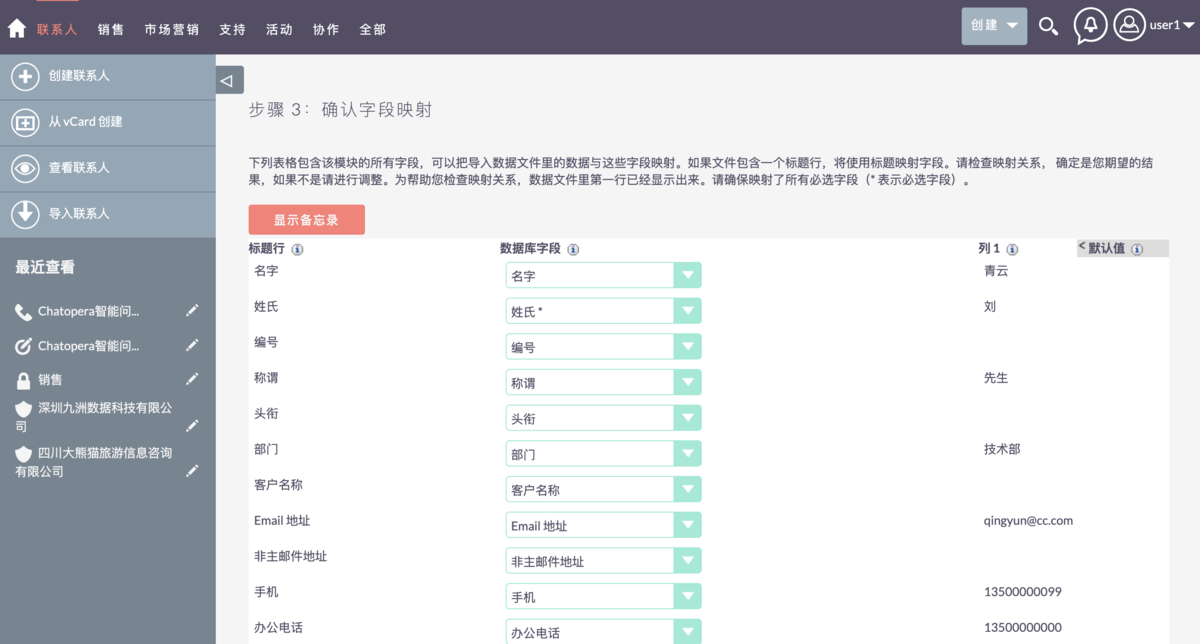 联系人 销售 市场营销 支持 活动 协作 全部 创建 user1
创建联系人
从 vCard 创建
查看联系人
导入联系人
最近查看
Chatopera智能问...
Chatopera智能问...
销售
深圳九洲数据科技有限公
司
四川大熊猫旅游信息咨询
有限公司
步骤 3：确认字段映射
下列表格包含该模块的所有字段，可以把导入数据文件里的数据与这些字段映射。如果文件包含一个标题行，将使用标题映射字段。请检查映射关系， 确定是您期望的结
果，如果不是请进行调整。为帮助您检查映射关系，数据文件里第一行已经显示出来。请确保映射了所有必选字段（* 表示必选字段）。
显示备忘录
标题行 数据库字段 列 1 < 默认值
名字 名字 青云
姓氏 姓氏 * 刘
编号 编号
称谓 称谓 先生
头衔 头衔
部门 部门 技术部
客户名称 客户名称
Email 地址 Email 地址 qingyun@cc.com
非主邮件地址 非主邮件地址
手机 手机 13500000099
办公电话 办公电话 13500000000